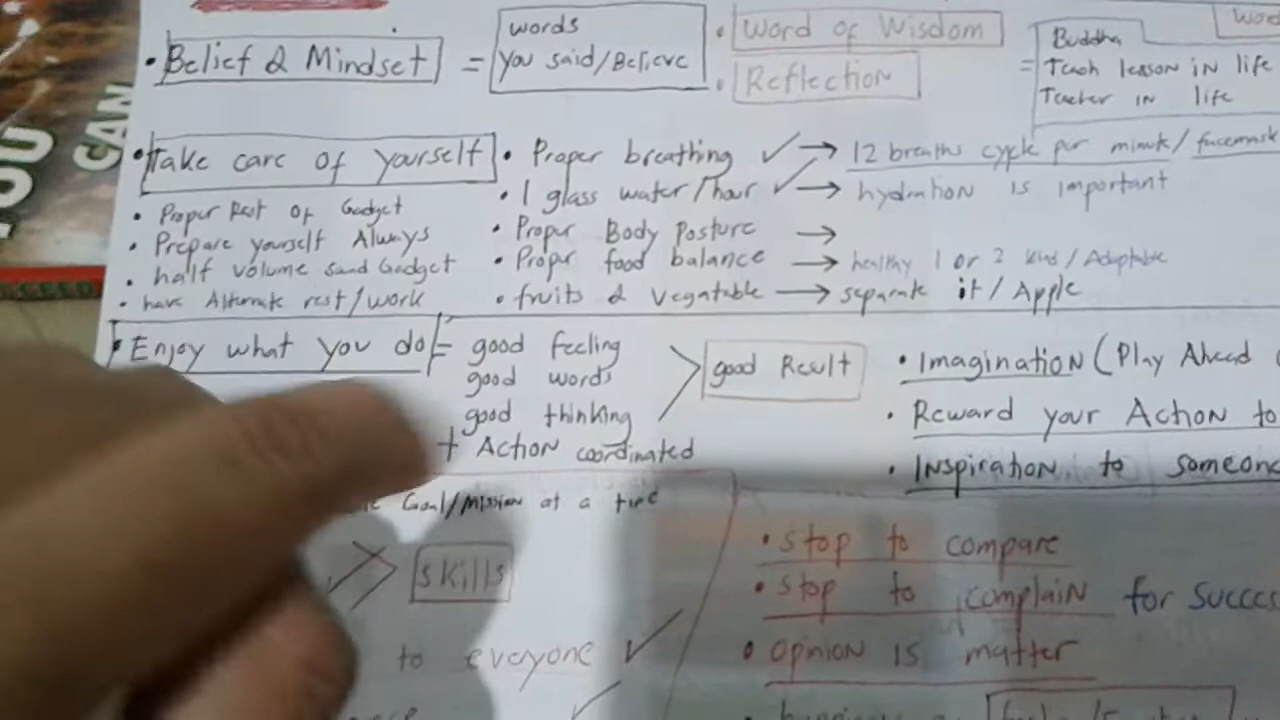 • Belief & Mindset = words
You said/Believe
• Word of Wisdom
• Reflection
= Buddha
Teach lesson in life
Teacher in life
• Take care of yourself
• Proper Rest of Gadget
• Prepare yourself Always
• half volume sound Gadget
• have Alternate rest/work
• Proper breathing ✓ → 12 breaths cycle per minute/facemask
• 1 glass water/hour ✓ → hydration is important
• Proper Body Posture →
• Proper food balance → healthy 1 or 2 kind/Adaptable
• fruits & vegatable → separate it/Apple
• Enjoy what you do = good feeling
good words
good thinking
+ Action coordinated
good Result
• Imagination (Play Ahead
• Reward your Action to
• Inspiration to someone
Goal/Mission at a time
skills
to everyone ✓
• stop to compare
• stop to complain for success
• opinion is matter
YOU
CAN